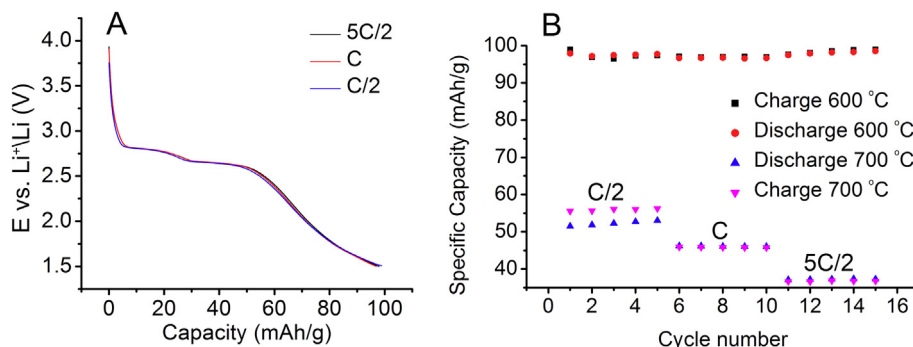 A
5C/2
C
C/2
4.0
3.5
3.0
2.5
2.0
1.5
E vs. Li⁺\Li (V)
0
20
40
60
80
100
Capacity (mAh/g)
B
100
90
80
70
60
50
40
Specific Capacity (mAh/g)
Charge 600 °C
Discharge 600 °C
Discharge 700 °C
Charge 700 °C
C/2
C
5C/2
0
2
4
6
8
10
12
14
16
Cycle number